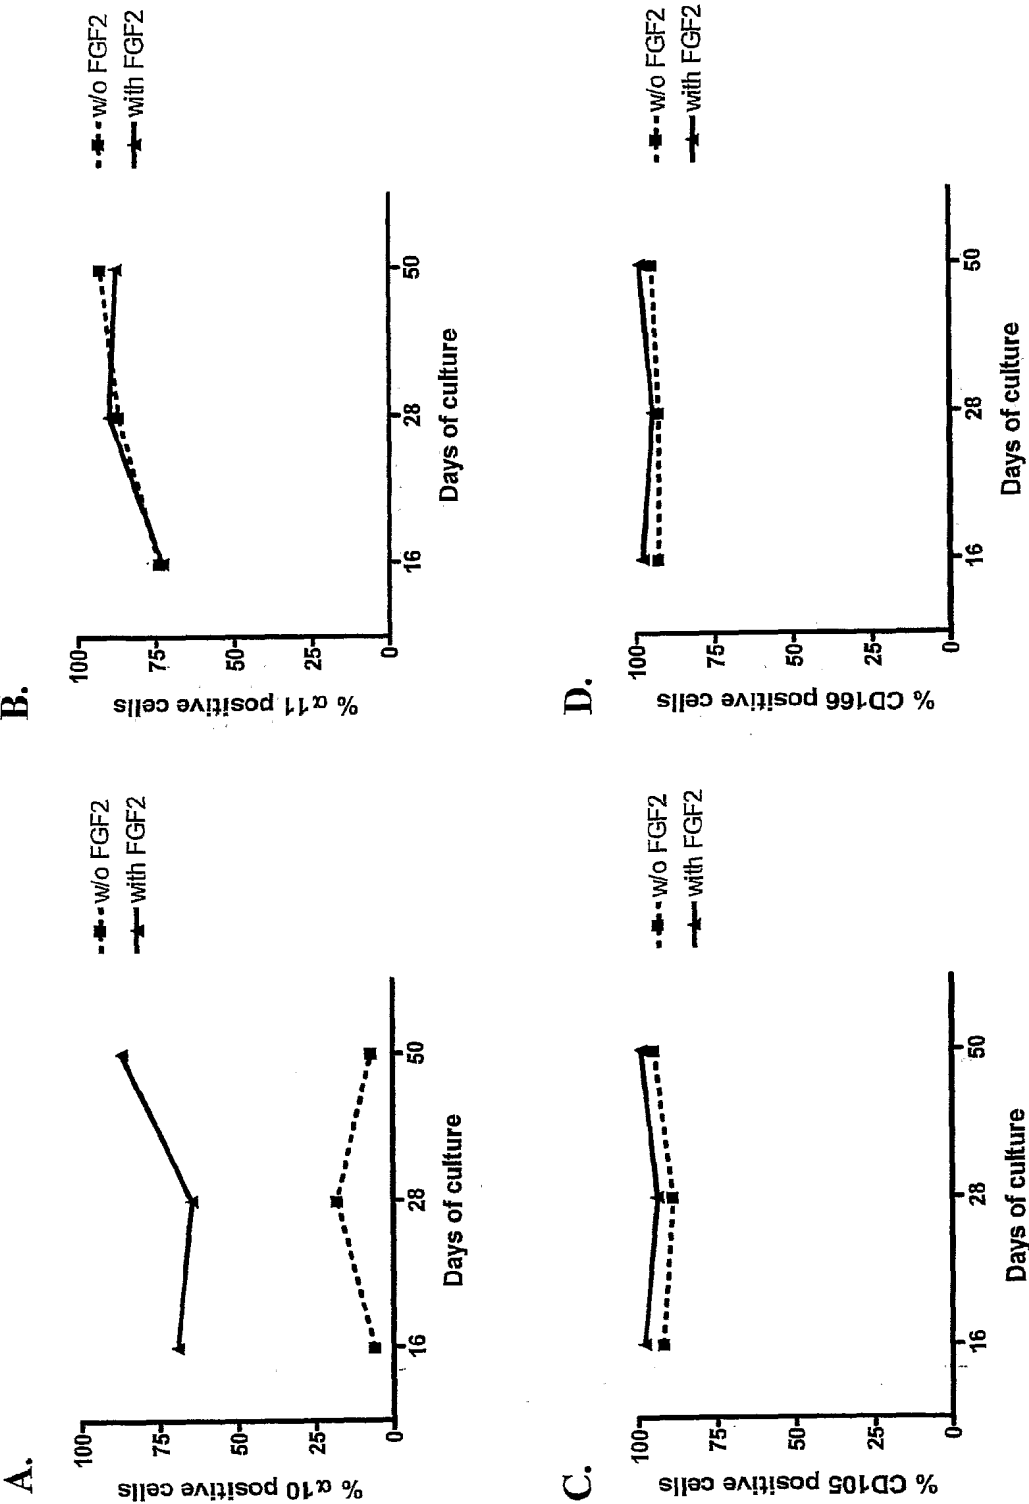 A.
% α10 positive cells
100
75
50
25
0
16
28
50
Days of culture
w/o FGF2
with FGF2
B.
% α11 positive cells
100
75
50
25
0
16
28
50
Days of culture
w/o FGF2
with FGF2
C.
% CD105 positive cells
100
75
50
25
0
16
28
50
Days of culture
w/o FGF2
with FGF2
D.
% CD166 positive cells
100
75
50
25
0
16
28
50
Days of culture
w/o FGF2
with FGF2